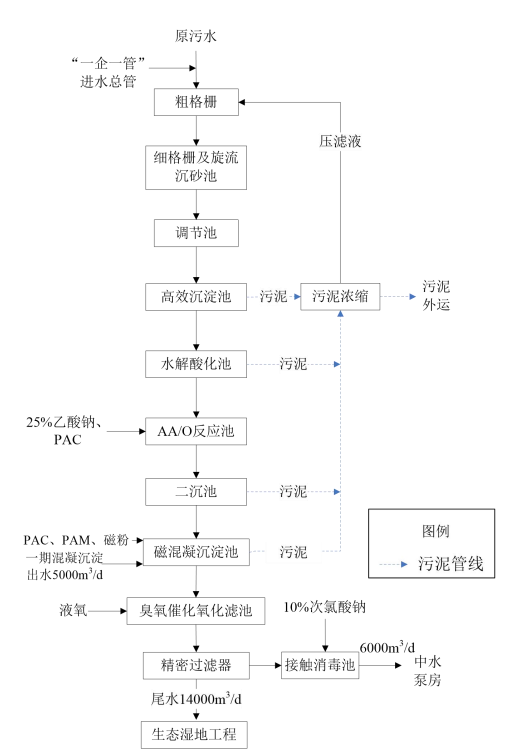 原污水
“一企一管”
进水总管
粗格栅
压滤液
细格栅及旋流
沉砂池
调节池
高效沉淀池
污泥
污泥浓缩
污泥
外运
水解酸化池
污泥
25%乙酸钠、
PAC
AA/O反应池
二沉池
污泥
PAC、PAM、磁粉
一期混凝沉淀
出水5000m³/d
磁混凝沉淀池
污泥
图例
污泥管线
液氧
臭氧催化氧化滤池
10%次氯酸钠
精密过滤器
接触消毒池
6000m³/d
中水
泵房
尾水14000m³/d
生态湿地工程